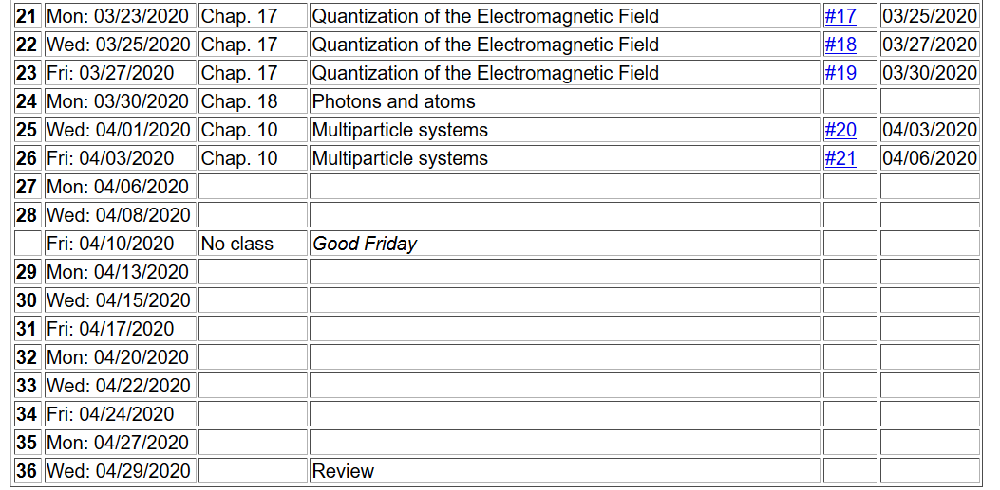 21 Mon: 03/23/2020 Chap. 17 Quantization of the Electromagnetic Field #17 03/25/2020
22 Wed: 03/25/2020 Chap. 17 Quantization of the Electromagnetic Field #18 03/27/2020
23 Fri: 03/27/2020 Chap. 17 Quantization of the Electromagnetic Field #19 03/30/2020
24 Mon: 03/30/2020 Chap. 18 Photons and atoms
25 Wed: 04/01/2020 Chap. 10 Multiparticle systems #20 04/03/2020
26 Fri: 04/03/2020 Chap. 10 Multiparticle systems #21 04/06/2020
27 Mon: 04/06/2020
28 Wed: 04/08/2020
Fri: 04/10/2020 No class Good Friday
29 Mon: 04/13/2020
30 Wed: 04/15/2020
31 Fri: 04/17/2020
32 Mon: 04/20/2020
33 Wed: 04/22/2020
34 Fri: 04/24/2020
35 Mon: 04/27/2020
36 Wed: 04/29/2020 Review